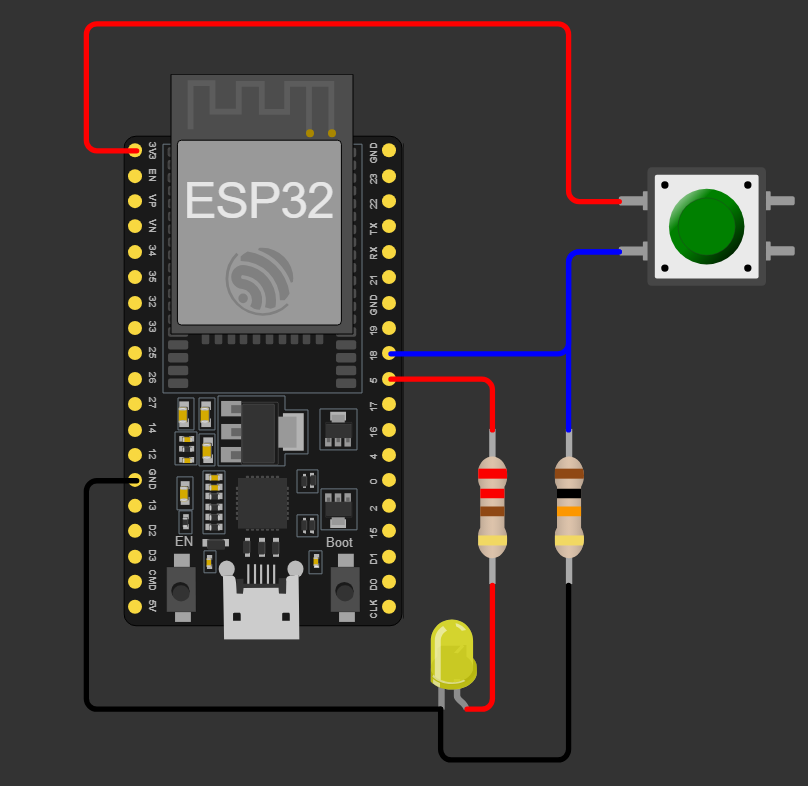 ESP32
3V3
EN
VP
VN
34
35
32
33
25
26
27
14
12
GND
13
D2
D3
CMD
5V
GND
23
22
TX
RX
21
GND
19
18
5
17
16
4
0
2
15
D1
D0
CLK
EN
Boot